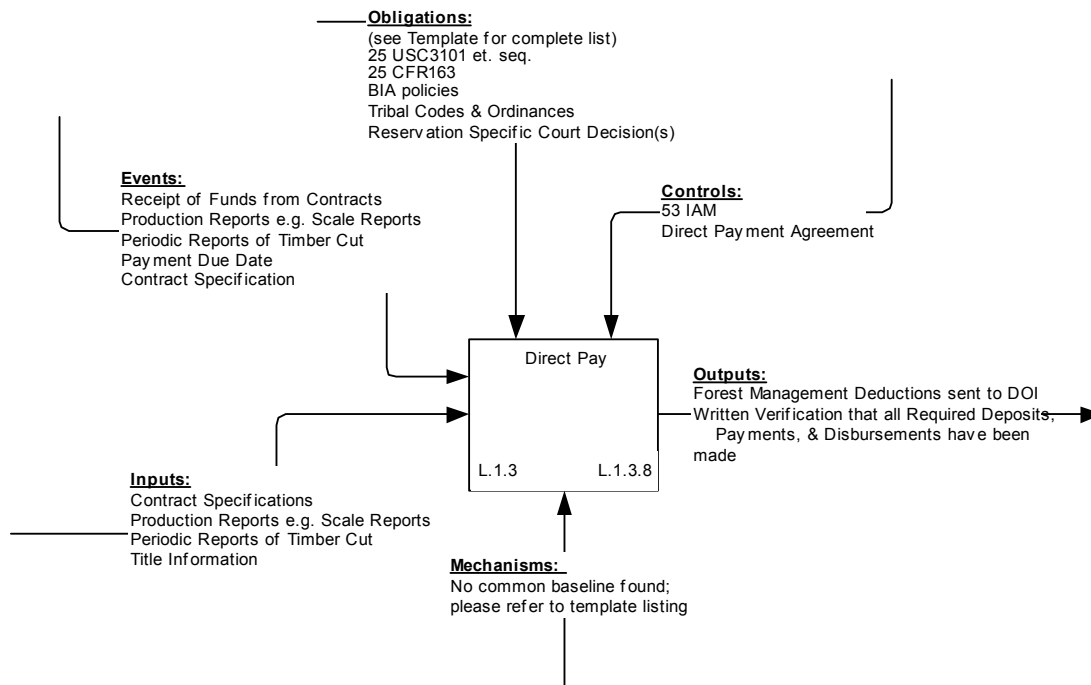 Obligations:
(see Template for complete list)
25 USC3101 et. seq.
25 CFR163
BIA policies
Tribal Codes & Ordinances
Reservation Specific Court Decision(s)
Events:
Receipt of Funds from Contracts
Production Reports e.g. Scale Reports
Periodic Reports of Timber Cut
Payment Due Date
Contract Specification
Controls:
53 IAM
Direct Payment Agreement
Direct Pay
L.1.3
L.1.3.8
Outputs:
Forest Management Deductions sent to DOI
Written Verification that all Required Deposits,
Payments, & Disbursements have been
made
Inputs:
Contract Specifications
Production Reports e.g. Scale Reports
Periodic Reports of Timber Cut
Title Information
Mechanisms:
No common baseline found;
please refer to template listing